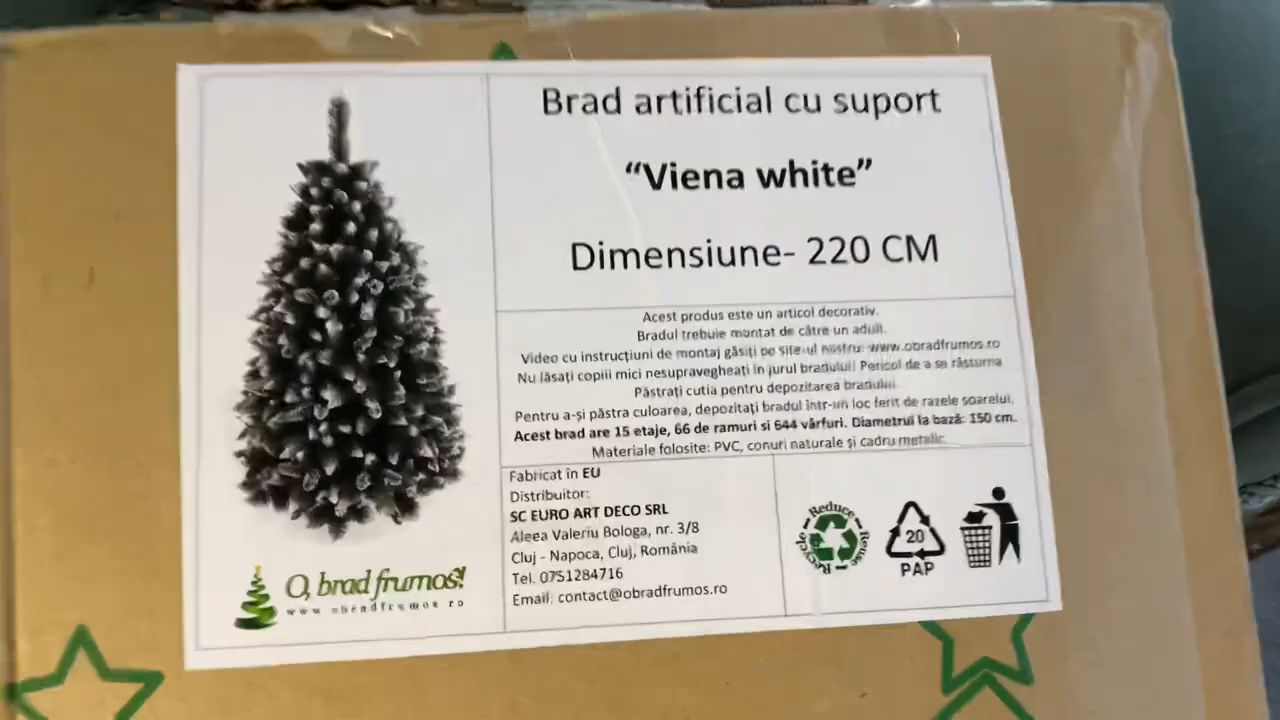 Brad artificial cu suport
“Viena white”
Dimensiune- 220 CM
Acest produs este un articol decorativ.
Bradul trebuie montat de către un adult.
Video cu instrucțiuni de montaj găsiți pe site-ul nostru: www.obradfrumos.ro
Nu lăsați copiii mici nesupravegheați în jurul bradului! Pericol de a se răsturna
Păstrați cutia pentru depozitarea bradului.
Pentru a-și păstra culoarea, depozitați bradul într-un loc ferit de razele soarelui.
Acest brad are 15 etaje, 66 de ramuri si 644 vârfuri. Diametrul la bază: 150 cm.
Materiale folosite: PVC, conuri naturale și cadru metalic
O, brad frumos!
www.obradfrumos.ro
Fabricat în EU
Distribuitor:
SC EURO ART DECO SRL
Aleea Valeriu Bologa, nr. 3/8
Cluj - Napoca, Cluj, România
Tel. 0751284716
Email: contact@obradfrumos.ro
Reduce
Reuse
Recycle
20
PAP